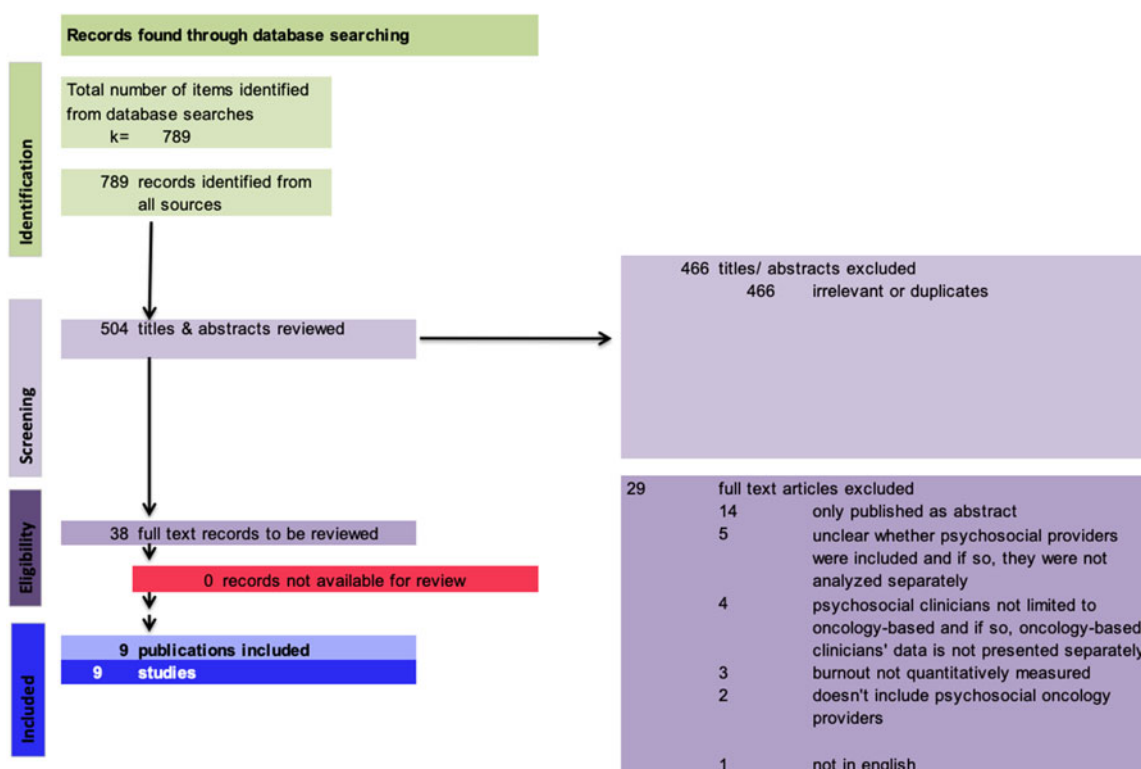 Records found through database searching
Identification
Total number of items identified
from database searches
k= 789
789 records identified from
all sources
Screening
504 titles & abstracts reviewed
466 titles/ abstracts excluded
466 irrelevant or duplicates
Eligibility
38 full text records to be reviewed
0 records not available for review
29 full text articles excluded
14 only published as abstract
5 unclear whether psychosocial providers
were included and if so, they were not
analyzed separately
4 psychosocial clinicians not limited to
oncology-based and if so, oncology-based
clinicians' data is not presented separately
3 burnout not quantitatively measured
2 doesn't include psychosocial oncology
providers
1 not in english
Included
9 publications included
9 studies